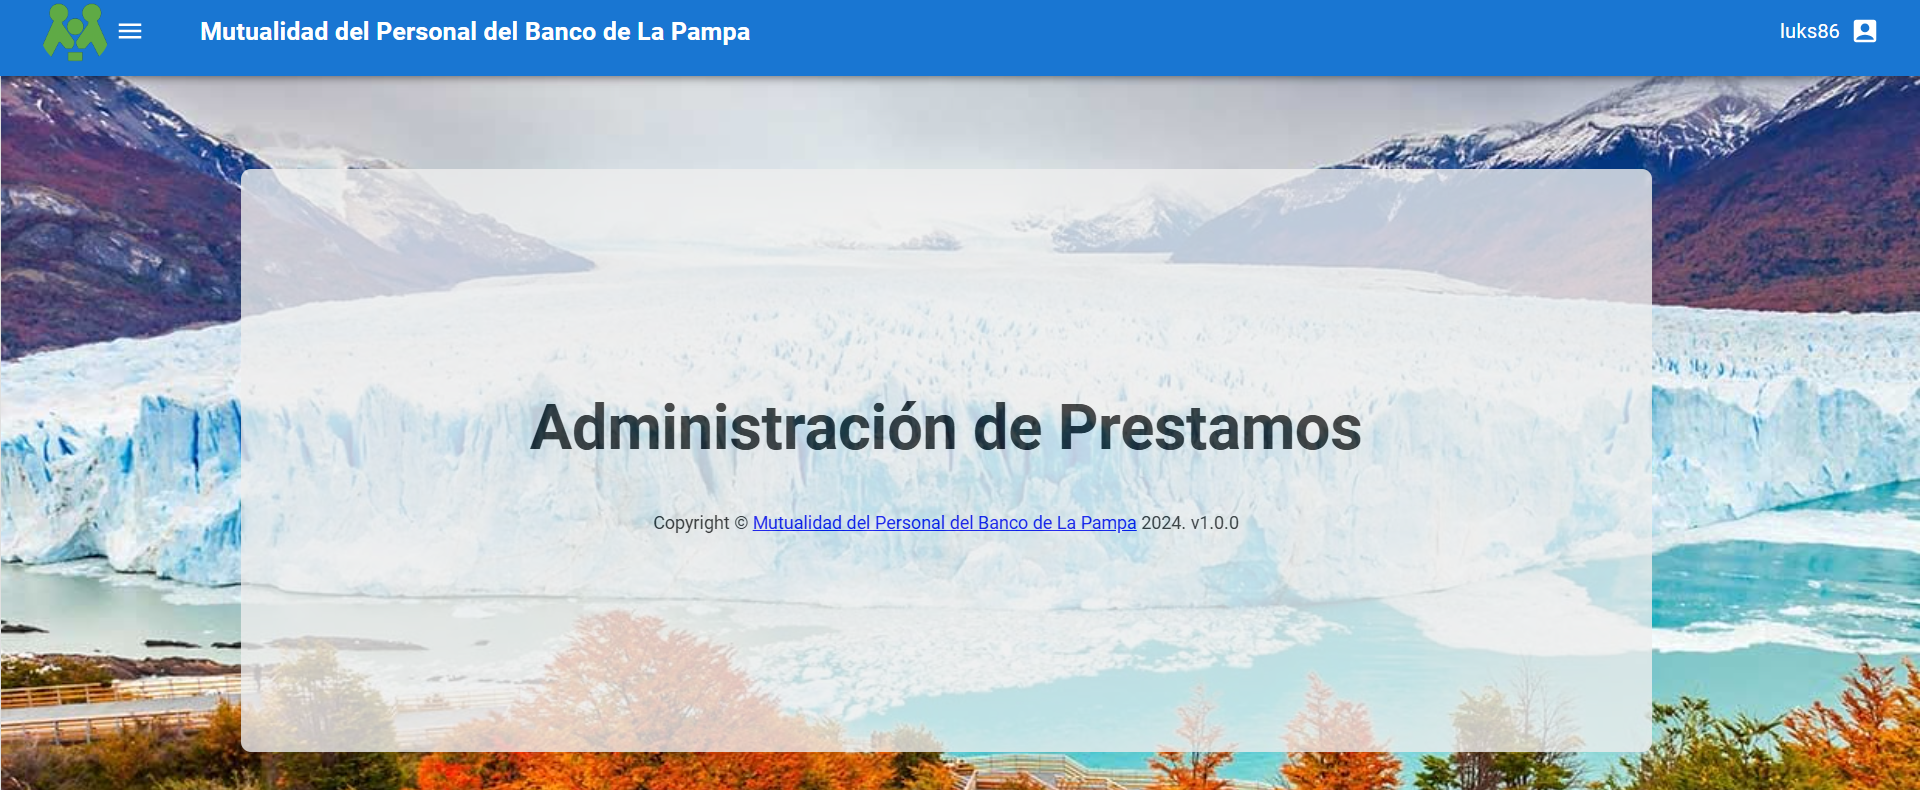 Mutualidad del Personal del Banco de La Pampa
luks86
Administración de Prestamos
Copyright © Mutualidad del Personal del Banco de La Pampa 2024. v1.0.0